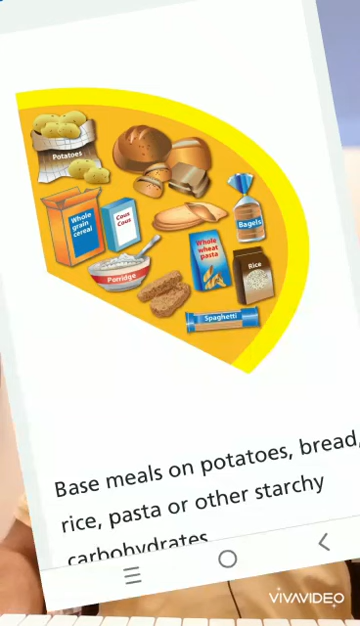 Potatoes
Whole
grain
cereal
Cous
Cous
Porridge
Whole
wheat
pasta
Bagels
Rice
Spaghetti
Base meals on potatoes, bread,
rice, pasta or other starchy
carbohydrates
VIVAVIDEO